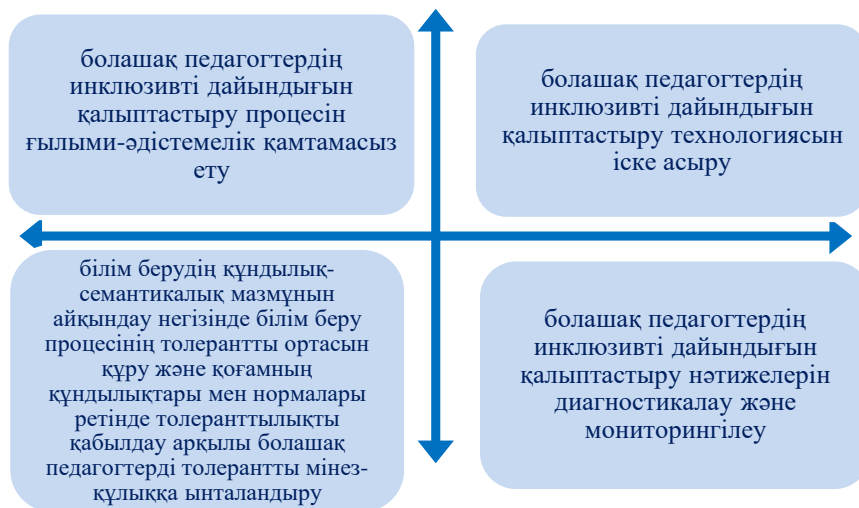 болашақ педагогтердің
инклюзивті дайындығын
қалыптастыру процесін
ғылыми-әдістемелік қамтамасыз
ету
болашақ педагогтердің
инклюзивті дайындығын
қалыптастыру технологиясын
іске асыру
білім берудің құндылық-
семантикалық мазмұнын
айқындау негізінде білім беру
процесінің толерантты ортасын
құру және қоғамның
құндылықтары мен нормалары
ретінде толеранттылықты
қабылдау арқылы болашақ
педагогтерді толерантты мінез-
құлыққа ынталандыру
болашақ педагогтердің
инклюзивті дайындығын
қалыптастыру нәтижелерін
диагностикалау және
мониторингілеу